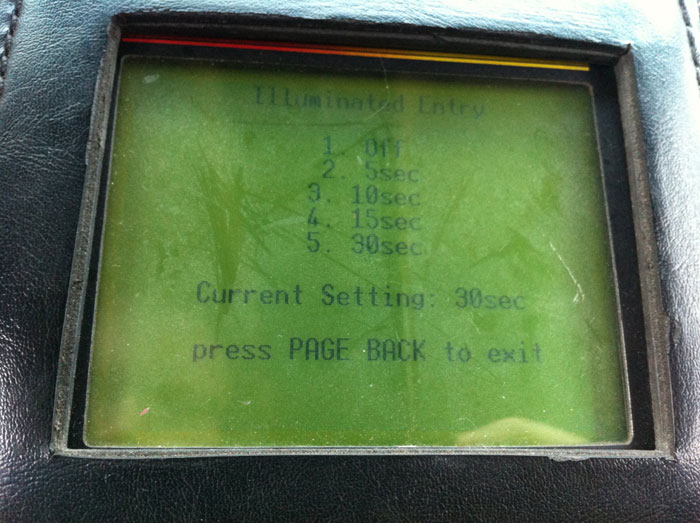 Illuminated Entry
1. Off
2. 5sec
3. 10sec
4. 15sec
5. 30sec
Current Setting: 30sec
press PAGE BACK to exit